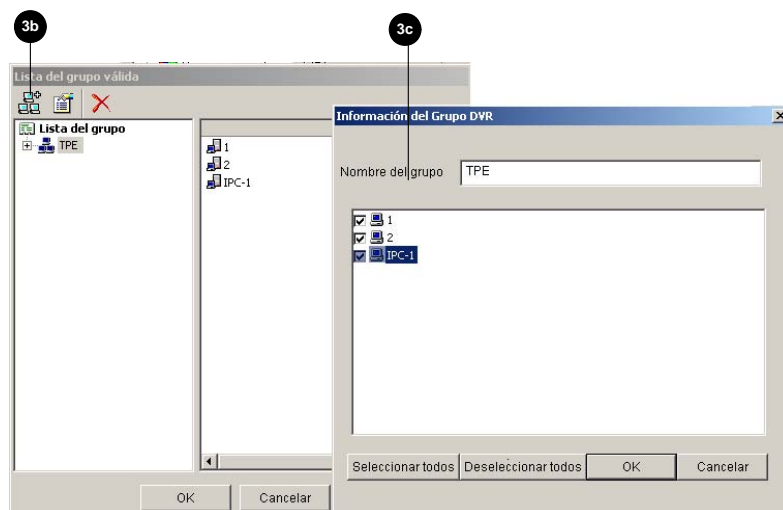 3b
3c
Lista del grupo válida
Información del Grupo DVR
Lista del grupo
TPE
1
2
IPC-1
Nombre del grupo
TPE
1
2
IPC-1
Seleccionar todos
Deseleccionar todos
OK
Cancelar
OK
Cancelar